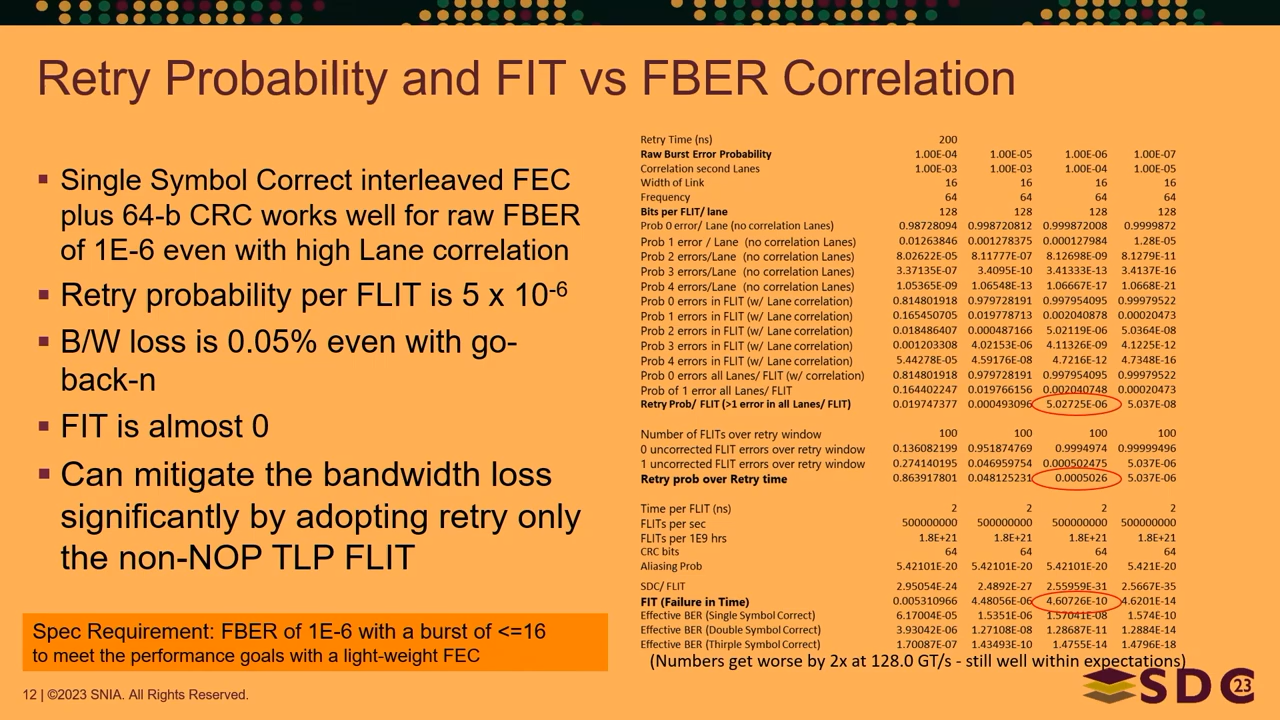 Retry Probability and FIT vs FBER Correlation
Single Symbol Correct interleaved FEC
plus 64-b CRC works well for raw FBER
of 1E-6 even with high Lane correlation
Retry probability per FLIT is 5 x 10-6
B/W loss is 0.05% even with go-
back-n
FIT is almost 0
Can mitigate the bandwidth loss
significantly by adopting retry only
the non-NOP TLP FLIT
Spec Requirement: FBER of 1E-6 with a burst of <=16
to meet the performance goals with a light-weight FEC
Retry Time (ns) 200
Raw Burst Error Probability 1.00E-04 1.00E-05 1.00E-06 1.00E-07
Correlation second Lanes 1.00E-03 1.00E-03 1.00E-04 1.00E-05
Width of Link 16 16 16 16
Frequency 64 64 64 64
Bits per FLIT/ lane 128 128 128 128
Prob 0 error/ Lane (no correlation Lanes) 0.98728094 0.998720812 0.999872008 0.9999872
Prob 1 error / Lane (no correlation Lanes) 0.01263846 0.001278375 0.000127984 1.28E-05
Prob 2 errors/Lane (no correlation Lanes) 8.02622E-05 8.11777E-07 8.12698E-09 8.1279E-11
Prob 3 errors/Lane (no correlation Lanes) 3.37135E-07 3.4095E-10 3.41333E-13 3.4137E-16
Prob 4 errors/Lane (no correlation Lanes) 1.05365E-09 1.06548E-13 1.06667E-17 1.0668E-21
Prob 0 errors in FLIT (w/ Lane correlation) 0.814801918 0.979728191 0.997954095 0.99979522
Prob 1 errors in FLIT (w/ Lane correlation) 0.165450705 0.019778713 0.002040878 0.00020473
Prob 2 errors in FLIT (w/ Lane correlation) 0.018486407 0.000487166 5.02119E-06 5.0364E-08
Prob 3 errors in FLIT (w/ Lane correlation) 0.001203308 4.02153E-06 4.11326E-09 4.1225E-12
Prob 4 errors in FLIT (w/ Lane correlation) 5.44278E-05 4.59176E-08 4.7216E-12 4.7348E-16
Prob 0 errors all Lanes/ FLIT (w/ correlation) 0.814801918 0.979728191 0.997954095 0.99979522
Prob of 1 error all Lanes/ FLIT 0.164402247 0.019766156 0.002040748 0.00020473
Retry Prob/ FLIT (>1 error in all Lanes/ FLIT) 0.019747377 0.000493096 5.02725E-06 5.037E-08
Number of FLITs over retry window 100 100 100 100
0 uncorrected FLIT errors over retry window 0.136082199 0.951874769 0.9994974 0.99999496
1 uncorrected FLIT errors over retry window 0.274140195 0.046959754 0.000502475 5.037E-06
Retry prob over Retry time 0.863917801 0.048125231 0.0005026 5.037E-06
Time per FLIT (ns) 2 2 2 2
FLITs per sec 500000000 500000000 500000000 500000000
FLITs per 1E9 hrs 1.8E+21 1.8E+21 1.8E+21 1.8E+21
CRC bits 64 64 64 64
Aliasing Prob 5.42101E-20 5.42101E-20 5.42101E-20 5.421E-20
SDC/ FLIT 2.95054E-24 2.4892E-27 2.55959E-31 2.5667E-35
FIT (Failure in Time) 0.005310966 4.48056E-06 4.60726E-10 4.6201E-14
Effective BER (Single Symbol Correct) 6.17004E-05 1.5351E-06 1.57041E-08 1.574E-10
Effective BER (Double Symbol Correct) 3.93042E-06 1.27108E-08 1.28687E-11 1.2884E-14
Effective BER (Thirple Symbol Correct) 1.70087E-07 1.43493E-10 1.4755E-14 1.4796E-18
(Numbers get worse by 2x at 128.0 GT/s - still well within expectations)
12 | ©2023 SNIA. All Rights Reserved.
SDC 23